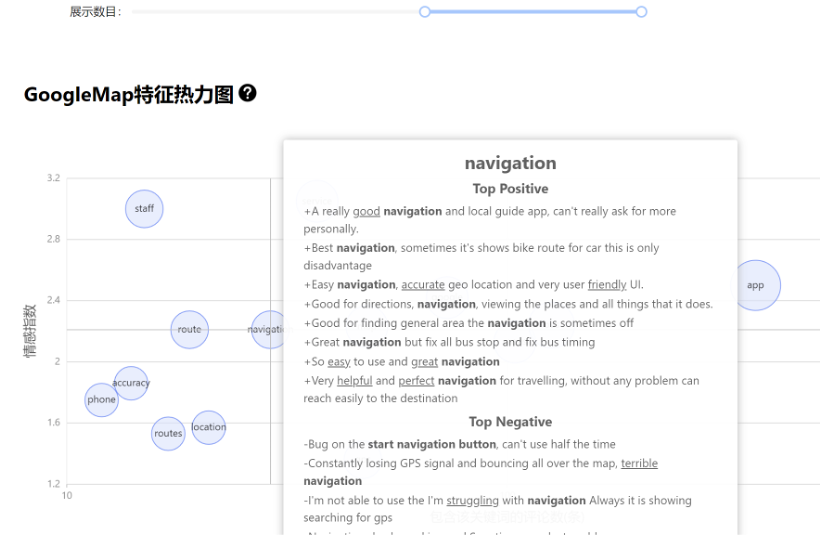 展示数目：
GoogleMap特征热力图 ?
navigation
Top Positive
+A really good navigation and local guide app, can't really ask for more
personally.
+Best navigation, sometimes it's shows bike route for car this is only
disadvantage
+Easy navigation, accurate geo location and very user friendly UI.
+Good for directions, navigation, viewing the places and all things that it does.
+Good for finding general area the navigation is sometimes off
+Great navigation but fix all bus stop and fix bus timing
+So easy to use and great navigation
+Very helpful and perfect navigation for travelling, without any problem can
reach easily to the destination
Top Negative
-Bug on the start navigation button, can't use half the time
-Constantly losing GPS signal and bouncing all over the map, terrible
navigation
-I'm not able to use the I'm struggling with navigation Always it is showing
searching for gps
3.2
2.8
2.4
2
1.6
1.2
情感指数
10
staff
route
navigati
accuracy
phone
routes
location
app